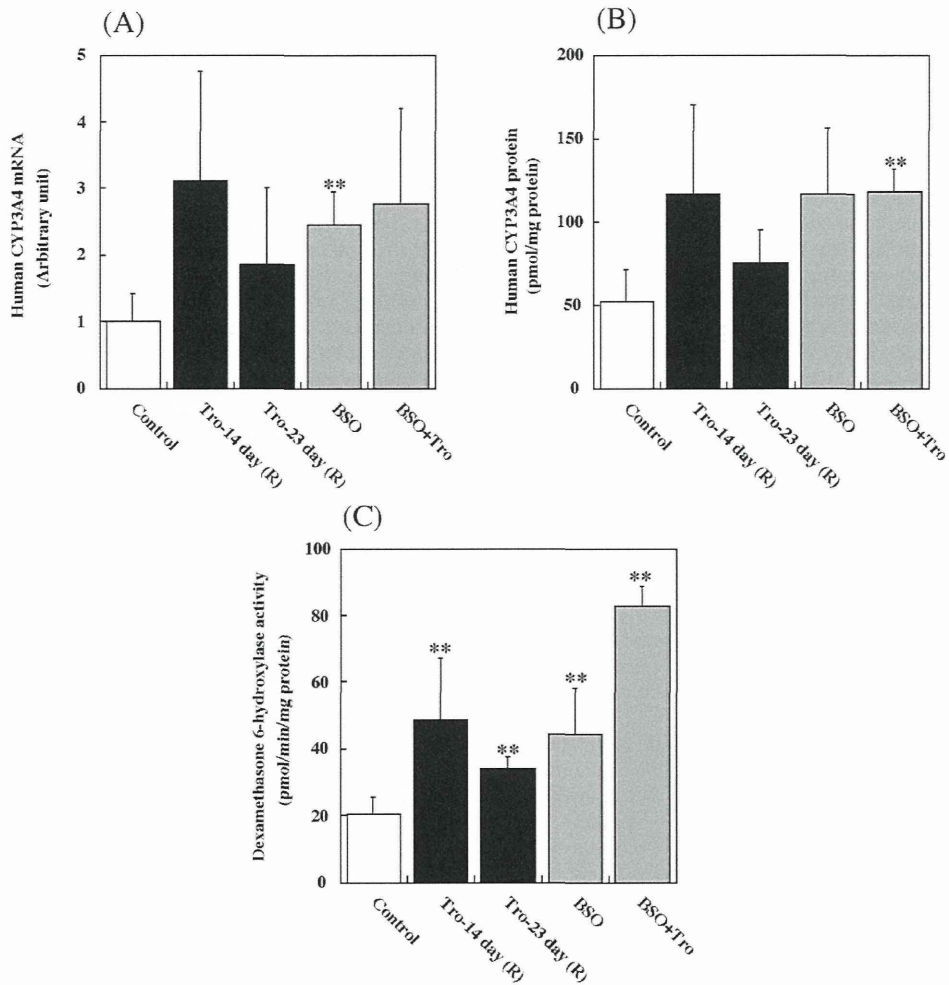 (A)
Human CYP3A4 mRNA
(Arbitrary unit)
5
4
3
2
1
0
**
Control
Tro-14 day (R)
Tro-23 day (R)
BSO
BSO+Tro
(B)
Human CYP3A4 protein
(pmol/mg protein)
200
150
100
50
0
**
Control
Tro-14 day (R)
Tro-23 day (R)
BSO
BSO+Tro
(C)
Dexamethasone 6-hydroxylase activity
(pmol/min/mg protein)
100
80
60
40
20
0
**
**
**
**
Control
Tro-14 day (R)
Tro-23 day (R)
BSO
BSO+Tro